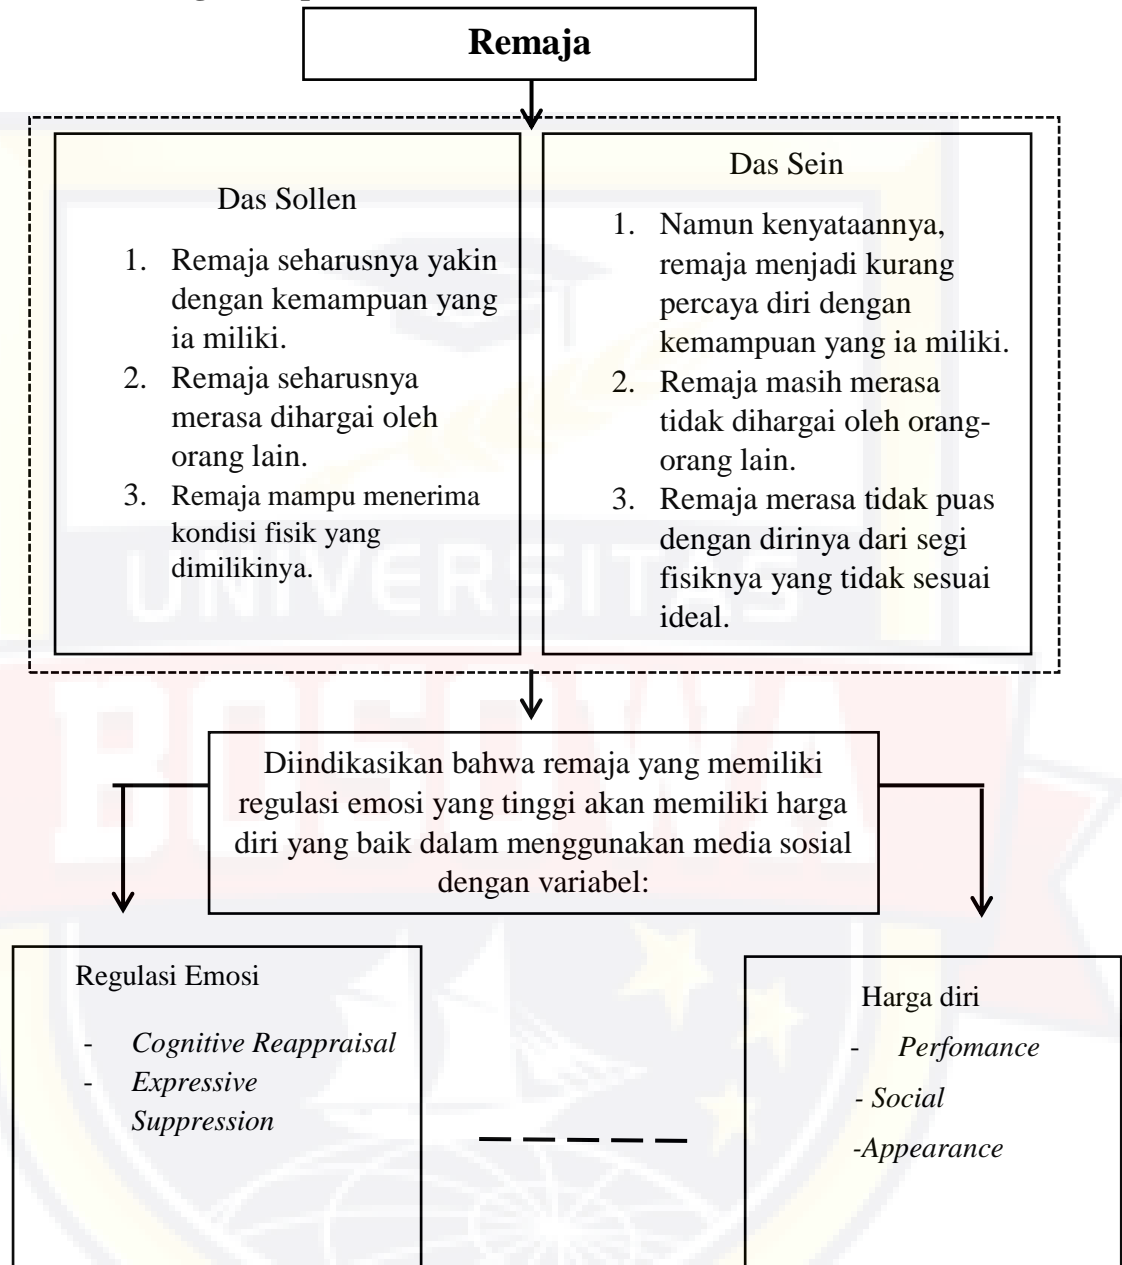 Remaja
Das Sollen
1. Remaja seharusnya yakin
dengan kemampuan yang
ia miliki.
2. Remaja seharusnya
merasa dihargai oleh
orang lain.
3. Remaja mampu menerima
kondisi fisik yang
dimilikinya.
Das Sein
1. Namun kenyataannya,
remaja menjadi kurang
percaya diri dengan
kemampuan yang ia miliki.
2. Remaja masih merasa
tidak dihargai oleh orang-
orang lain.
3. Remaja merasa tidak puas
dengan dirinya dari segi
fisiknya yang tidak sesuai
ideal.
UNIVERSITAS
BOSOWA
Diindikasikan bahwa remaja yang memiliki
regulasi emosi yang tinggi akan memiliki harga
diri yang baik dalam menggunakan media sosial
dengan variabel:
Regulasi Emosi
- Cognitive Reappraisal
- Expressive
Suppression
Harga diri
- Perfomance
- Social
-Appearance